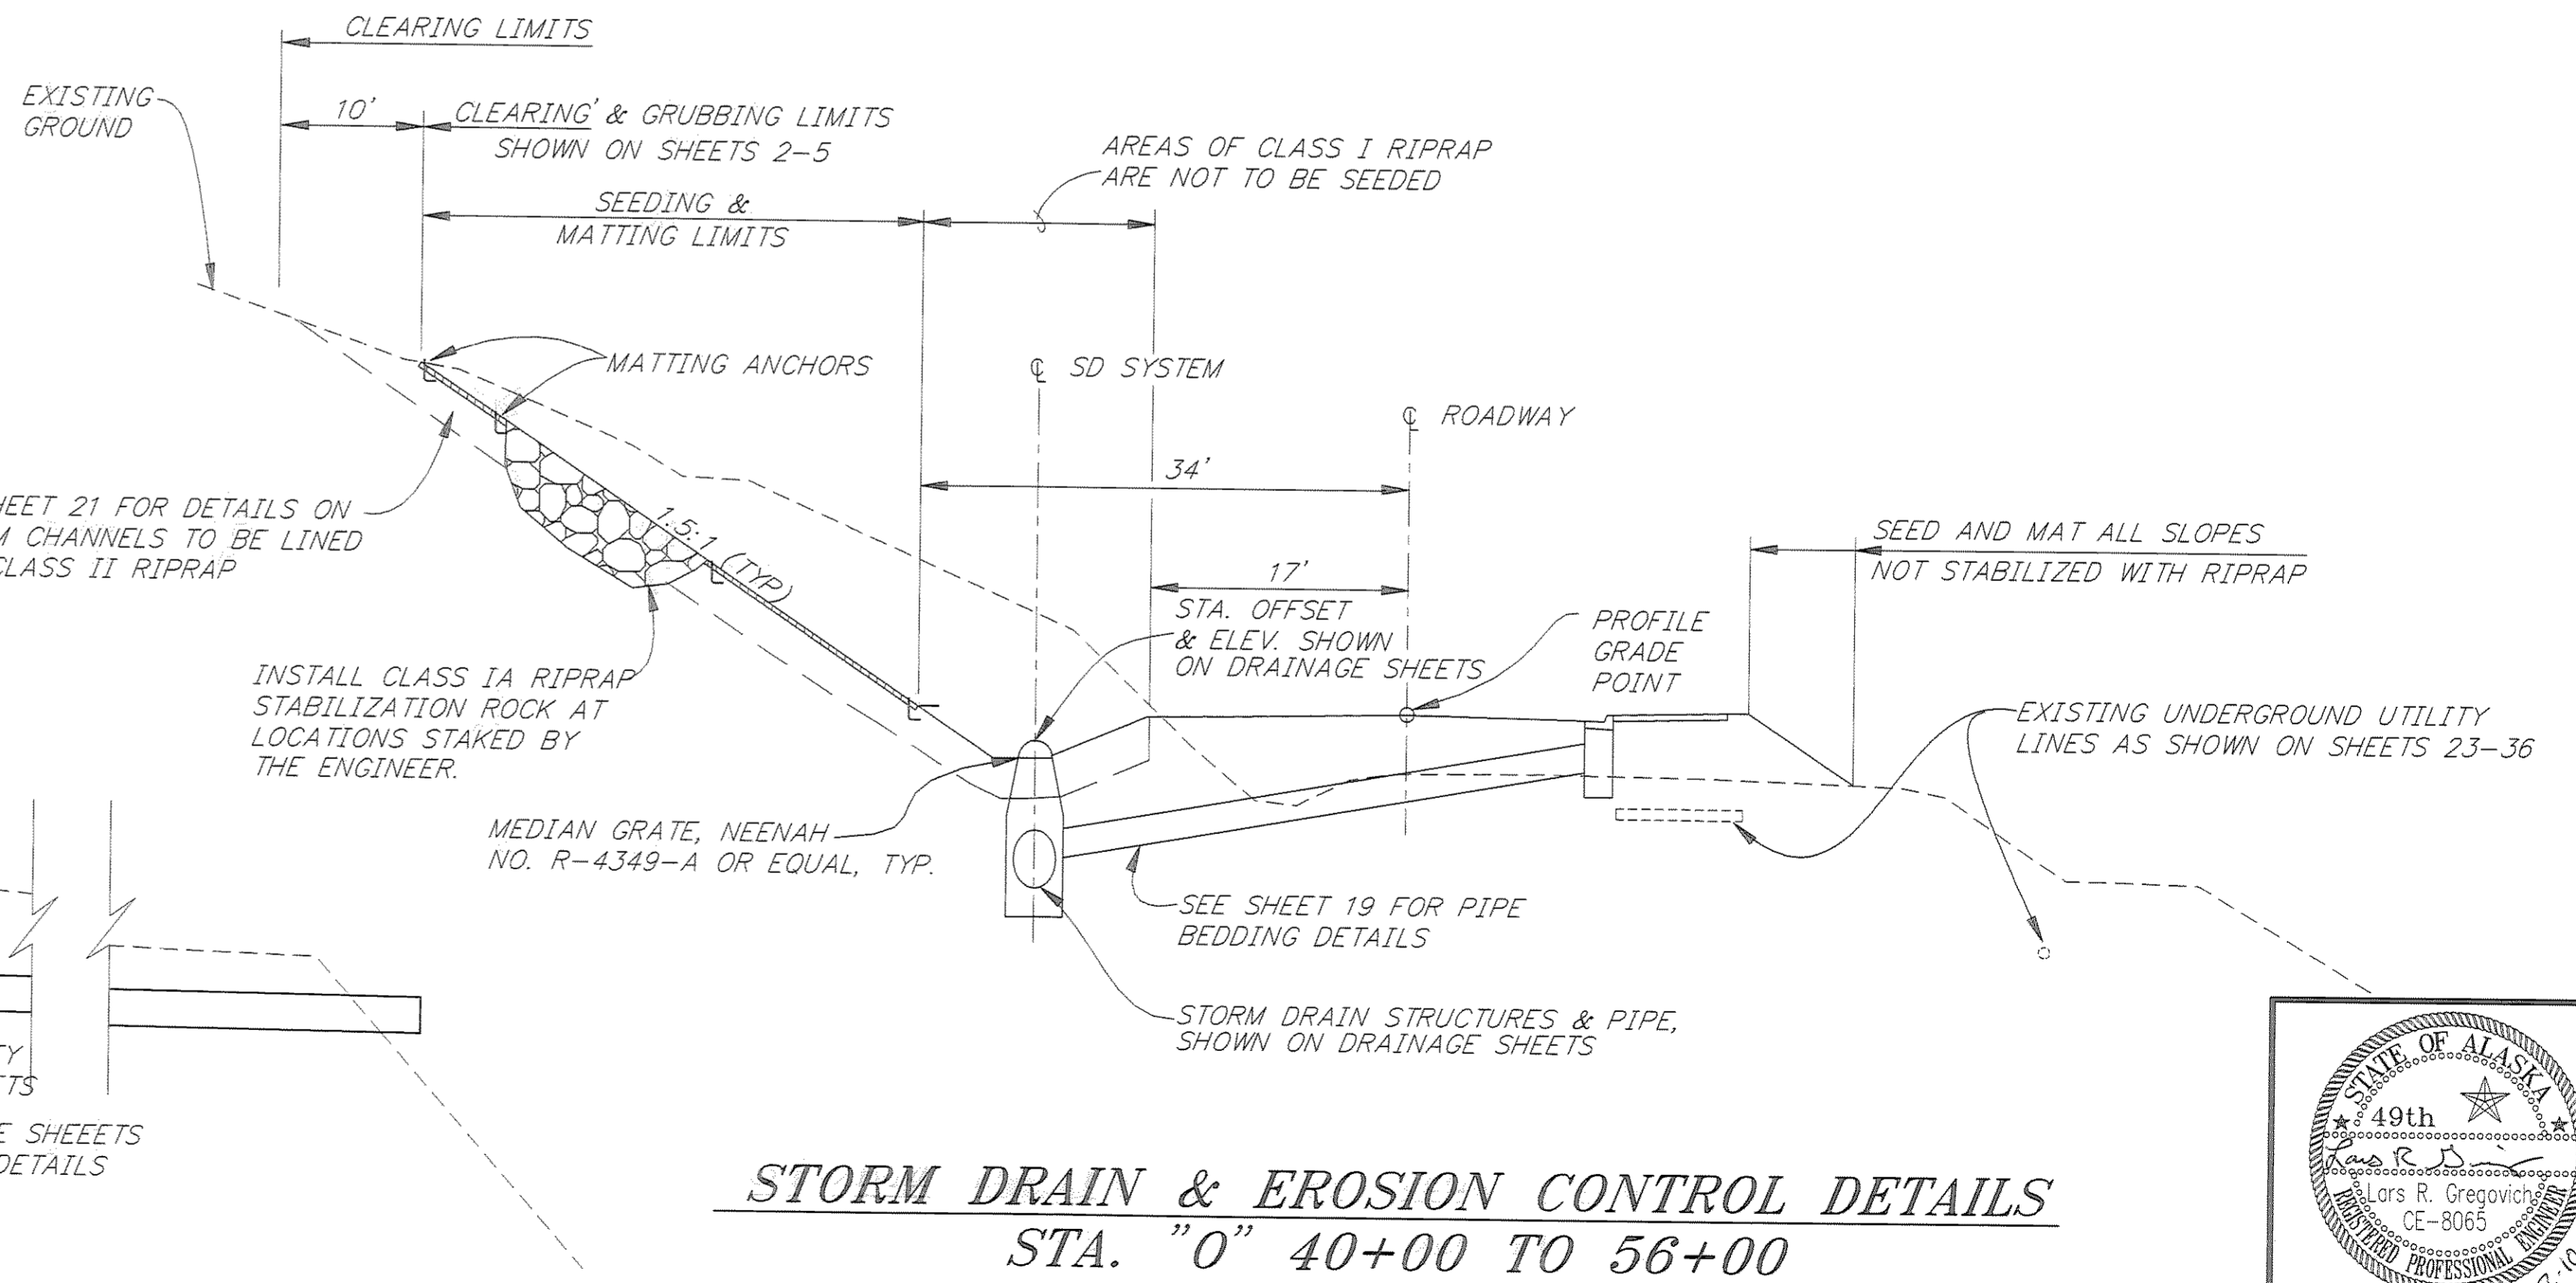 CLEARING LIMITS
EXISTING
GROUND
10'
CLEARING' & GRUBBING LIMITS
SHOWN ON SHEETS 2-5
SEEDING &
MATTING LIMITS
AREAS OF CLASS I RIPRAP
ARE NOT TO BE SEEDED
MATTING ANCHORS
℄ SD SYSTEM
℄ ROADWAY
34'
HEET 21 FOR DETAILS ON
M CHANNELS TO BE LINED
CLASS II RIPRAP
1.5:1 (TYP)
17'
SEED AND MAT ALL SLOPES
NOT STABILIZED WITH RIPRAP
STA. OFFSET
& ELEV. SHOWN
ON DRAINAGE SHEETS
PROFILE
GRADE
POINT
INSTALL CLASS IA RIPRAP
STABILIZATION ROCK AT
LOCATIONS STAKED BY
THE ENGINEER.
EXISTING UNDERGROUND UTILITY
LINES AS SHOWN ON SHEETS 23-36
MEDIAN GRATE, NEENAH
NO. R-4349-A OR EQUAL, TYP.
SEE SHEET 19 FOR PIPE
BEDDING DETAILS
STORM DRAIN STRUCTURES & PIPE,
SHOWN ON DRAINAGE SHEETS
TY
ETS
E SHEEETS
DETAILS
STORM DRAIN & EROSION CONTROL DETAILS
STA. "O" 40+00 TO 56+00
STATE OF ALASKA
49th
Lars R. Gregovich
CE-8065
REGISTERED PROFESSIONAL ENGINEER